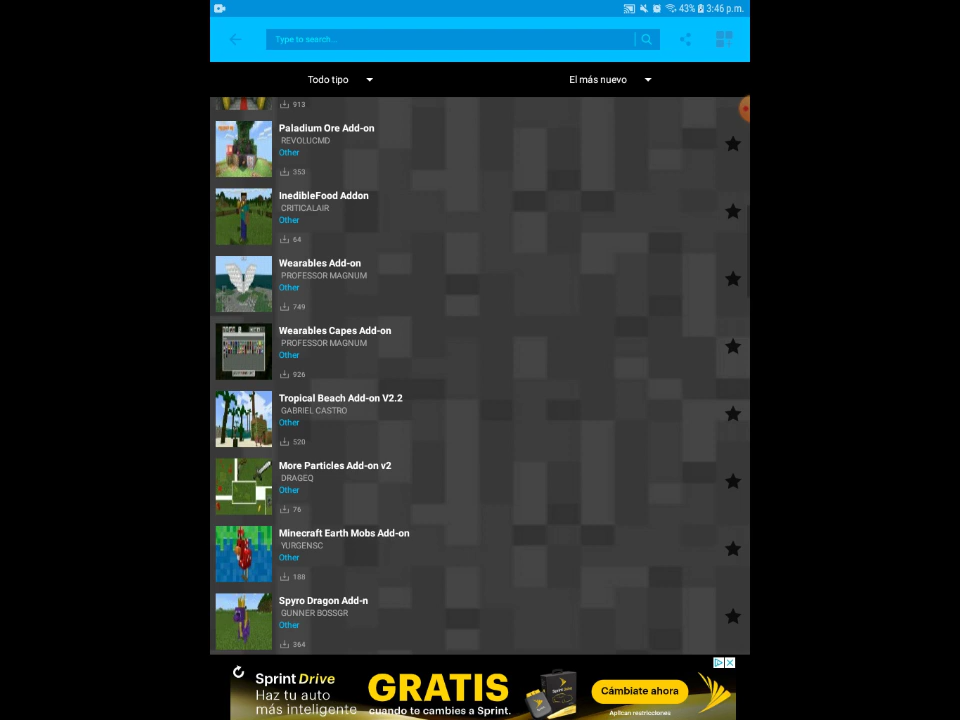 43% 3:46 p.m.
Type to search...
Todo tipo
El más nuevo
913
Paladium Ore Add-on
REVOLUCMD
Other
353
InedibleFood Addon
CRITICALAIR
Other
64
Wearables Add-on
PROFESSOR MAGNUM
Other
749
Wearables Capes Add-on
PROFESSOR MAGNUM
Other
926
Tropical Beach Add-on V2.2
GABRIEL CASTRO
Other
520
More Particles Add-on v2
DRAGEQ
Other
76
Minecraft Earth Mobs Add-on
YURGENSC
Other
188
Spyro Dragon Add-n
GUNNER BOSSGR
Other
364
Sprint Drive
Haz tu auto
más inteligente
GRATIS
cuando te cambies a Sprint.
Cámbiate ahora
Aplican restricciones